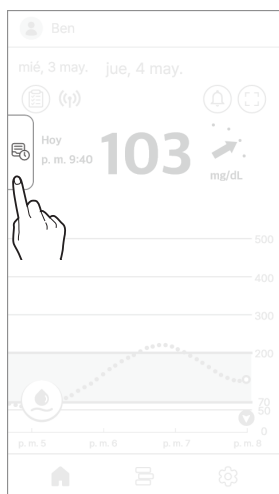 Ben
mié, 3 may. jue, 4 may.
Hoy
p. m. 9:40
103
mg/dL
500
400
300
200
70
50
0
p. m. 5 p. m. 6 p. m. 7 p. m. 8